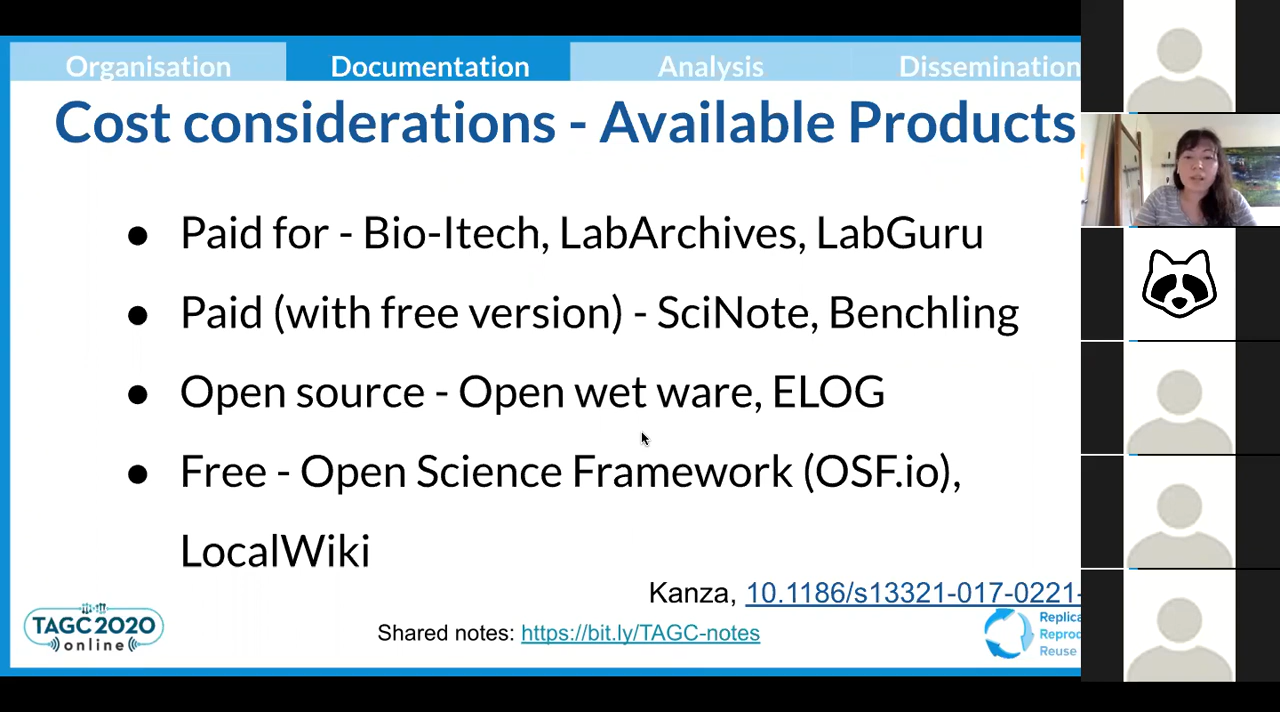 Organisation Documentation Analysis Dissemination
Cost considerations - Available Products
● Paid for - Bio-Itech, LabArchives, LabGuru
● Paid (with free version) - SciNote, Benchling
● Open source - Open wet ware, ELOG
● Free - Open Science Framework (OSF.io),
LocalWiki
Kanza, 10.1186/s13321-017-0221-
TAGC 2020
online
Shared notes: https://bit.ly/TAGC-notes
Replica
Reprod
Reuse